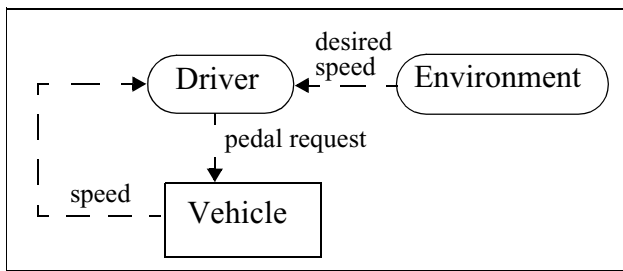 desired
speed
Driver
Environment
pedal request
speed
Vehicle